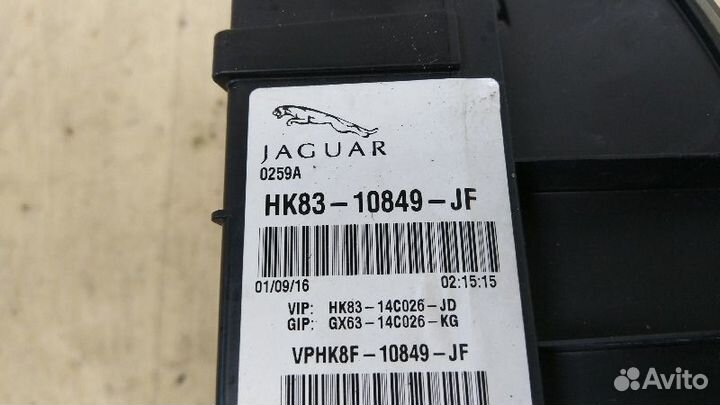 JAGUAR
0259A
HK83-10849-JF
01/09/16 02:15:15
VIP: HK83-14C026-JD
GIP: GX63-14C026-KG
VPHK8F-10849-JF
Avito